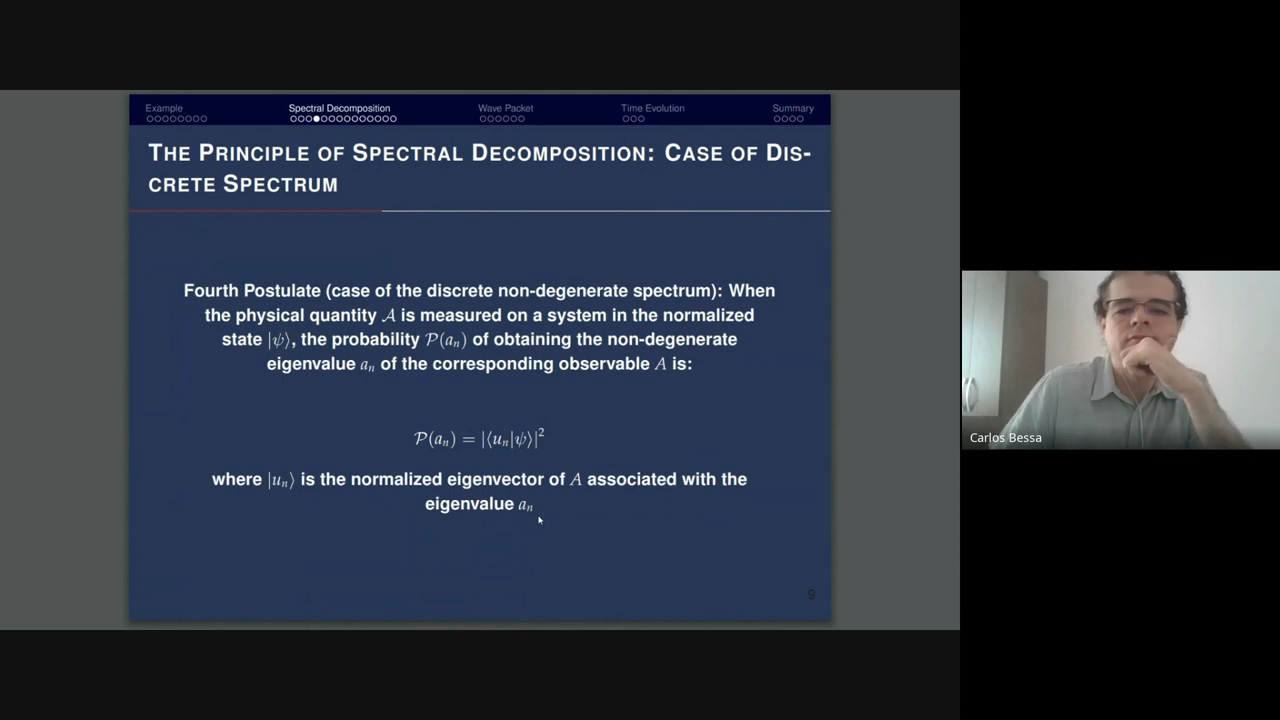 Example Spectral Decomposition Wave Packet Time Evolution Summary
THE PRINCIPLE OF SPECTRAL DECOMPOSITION: CASE OF DIS-
CRETE SPECTRUM
Fourth Postulate (case of the discrete non-degenerate spectrum): When
the physical quantity 𝒜 is measured on a system in the normalized
state |ψ⟩, the probability 𝒫(aₙ) of obtaining the non-degenerate
eigenvalue aₙ of the corresponding observable A is:
𝒫(aₙ) = |⟨uₙ|ψ⟩|²
where |uₙ⟩ is the normalized eigenvector of A associated with the
eigenvalue aₙ
9
Carlos Bessa